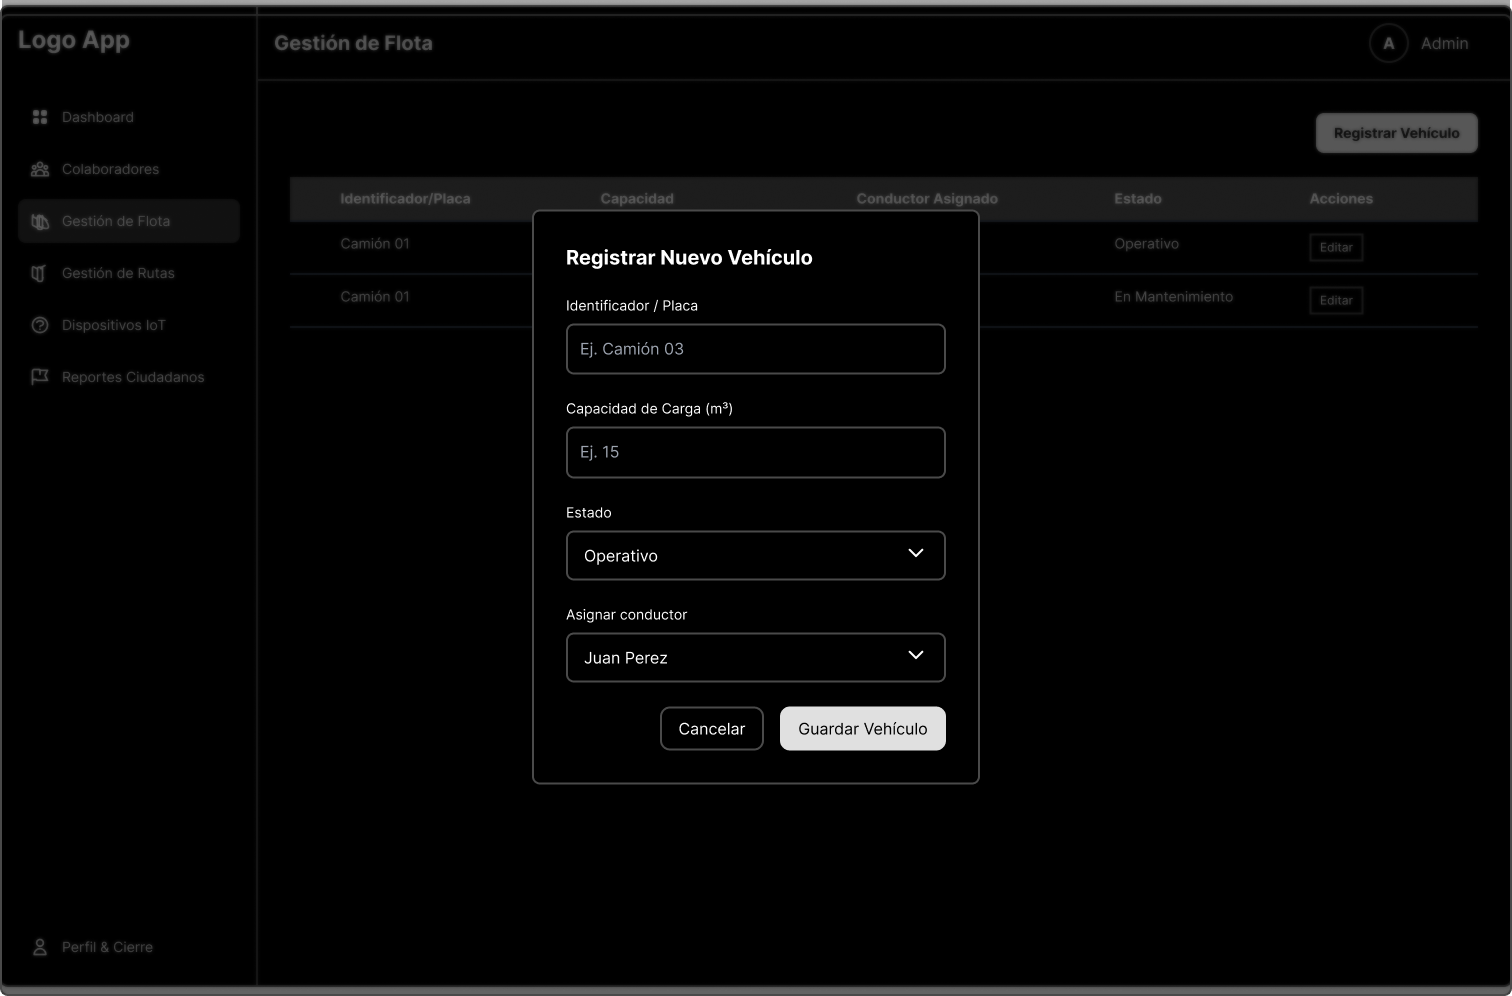 Logo App
Gestión de Flota
A Admin
Dashboard
Colaboradores
Gestión de Flota
Gestión de Rutas
Dispositivos IoT
Reportes Ciudadanos
Perfil & Cierre
Registrar Vehículo
Identificador/Placa Capacidad Conductor Asignado Estado Acciones
Camión 01 Operativo Editar
Camión 01 En Mantenimiento Editar
Registrar Nuevo Vehículo
Identificador / Placa
Ej. Camión 03
Capacidad de Carga (m³)
Ej. 15
Estado
Operativo
Asignar conductor
Juan Perez
Cancelar Guardar Vehículo